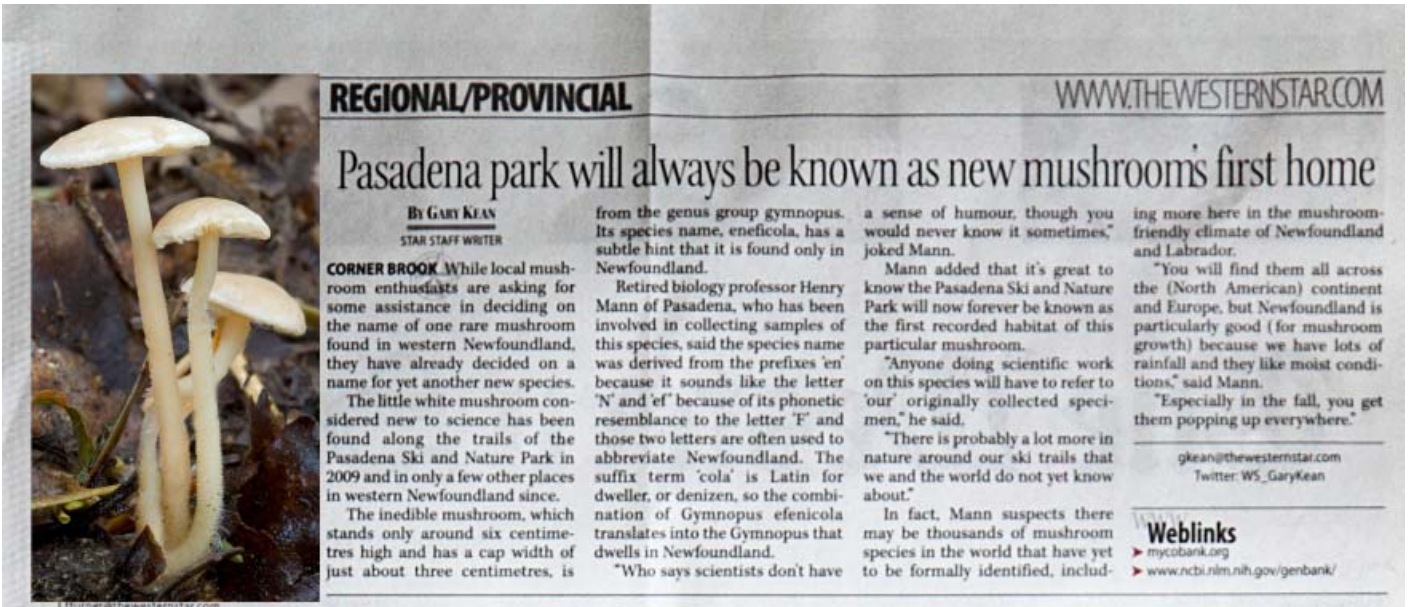 REGIONAL/PROVINCIAL
WWW.THEWESTERNSTAR.COM
Pasadena park will always be known as new mushroom's first home
BY GARY KEAN
STAR STAFF WRITER
CORNER BROOK While local mush-
room enthusiasts are asking for
some assistance in deciding on
the name of one rare mushroom
found in western Newfoundland,
they have already decided on a
name for yet another new species.
The little white mushroom con-
sidered new to science has been
found along the trails of the
Pasadena Ski and Nature Park in
2009 and in only a few other places
in western Newfoundland since.
The inedible mushroom, which
stands only around six centime-
tres high and has a cap width of
just about three centimetres, is
from the genus group gymnopus.
Its species name, eneficola, has a
subtle hint that it is found only in
Newfoundland.
Retired biology professor Henry
Mann of Pasadena, who has been
involved in collecting samples of
this species, said the species name
was derived from the prefixes 'en'
because it sounds like the letter
'N' and 'ef' because of its phonetic
resemblance to the letter 'F' and
those two letters are often used to
abbreviate Newfoundland. The
suffix term 'cola' is Latin for
dweller, or denizen, so the combi-
nation of Gymnopus efenicola
translates into the Gymnopus that
dwells in Newfoundland.
"Who says scientists don't have
a sense of humour, though you
would never know it sometimes,"
joked Mann.
Mann added that it's great to
know the Pasadena Ski and Nature
Park will now forever be known as
the first recorded habitat of this
particular mushroom.
"Anyone doing scientific work
on this species will have to refer to
'our' originally collected speci-
men," he said.
"There is probably a lot more in
nature around our ski trails that
we and the world do not yet know
about."
In fact, Mann suspects there
may be thousands of mushroom
species in the world that have yet
to be formally identified, includ-
ing more here in the mushroom-
friendly climate of Newfoundland
and Labrador.
"You will find them all across
the (North American) continent
and Europe, but Newfoundland is
particularly good (for mushroom
growth) because we have lots of
rainfall and they like moist condi-
tions," said Mann.
"Especially in the fall, you get
them popping up everywhere."
gkean@thewesternstar.com
Twitter: WS_GaryKean
www
Weblinks
mycobank.org
www.ncbi.nlm.nih.gov/genbank/